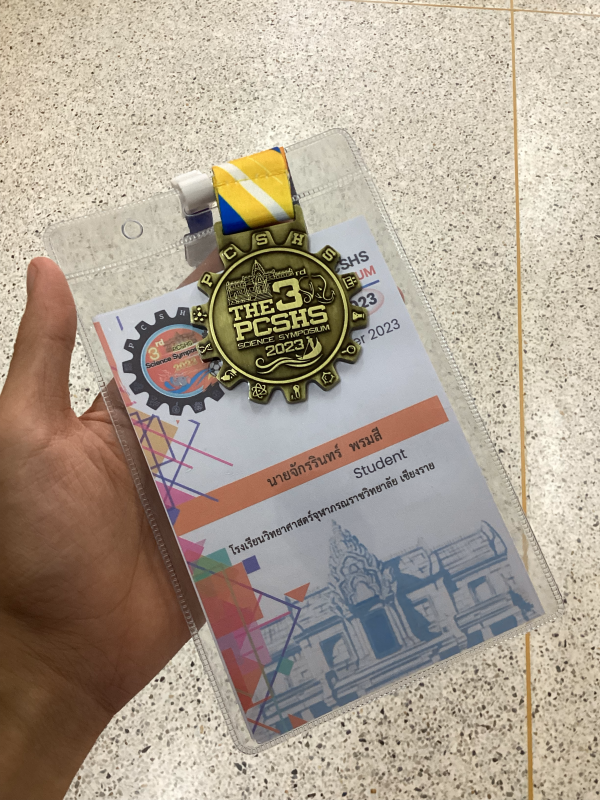 PCSHS
3rd
THE
PCSHS
SCIENCE SYMPOSIUM
2023
PCSHS
3rd
Science
2023
นายจักรรินทร์ พรมสี
Student
โรงเรียนวิทยาศาสตร์จุฬาภรณราชวิทยาลัย เชียงราย